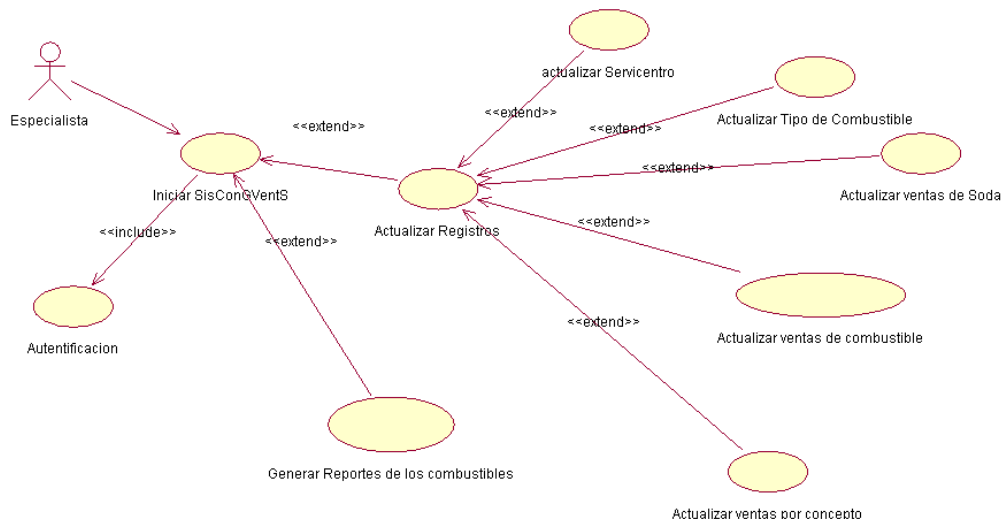 actualizar Servicentro
Especialista
<<extend>>
<<extend>>
Actualizar Tipo de Combustible
<<extend>>
<<extend>>
Iniciar SisConGVentS
Actualizar ventas de Soda
<<extend>>
Actualizar Registros
<<include>>
<<extend>>
<<extend>>
Actualizar ventas de combustible
Autentificacion
Generar Reportes de los combustibles
Actualizar ventas por concepto